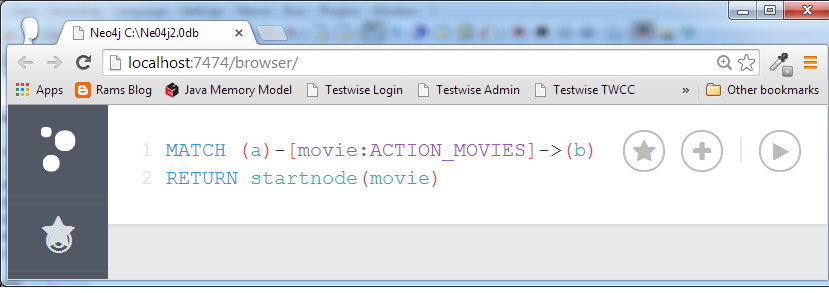 Neo4j C:\Ne04j2.0db
localhost:7474/browser/
Apps Rams Blog Java Memory Model Testwise Login Testwise Admin Testwise TWCC » Other bookmarks
1 MATCH (a)-[movie:ACTION_MOVIES]->(b)
2 RETURN startnode(movie)